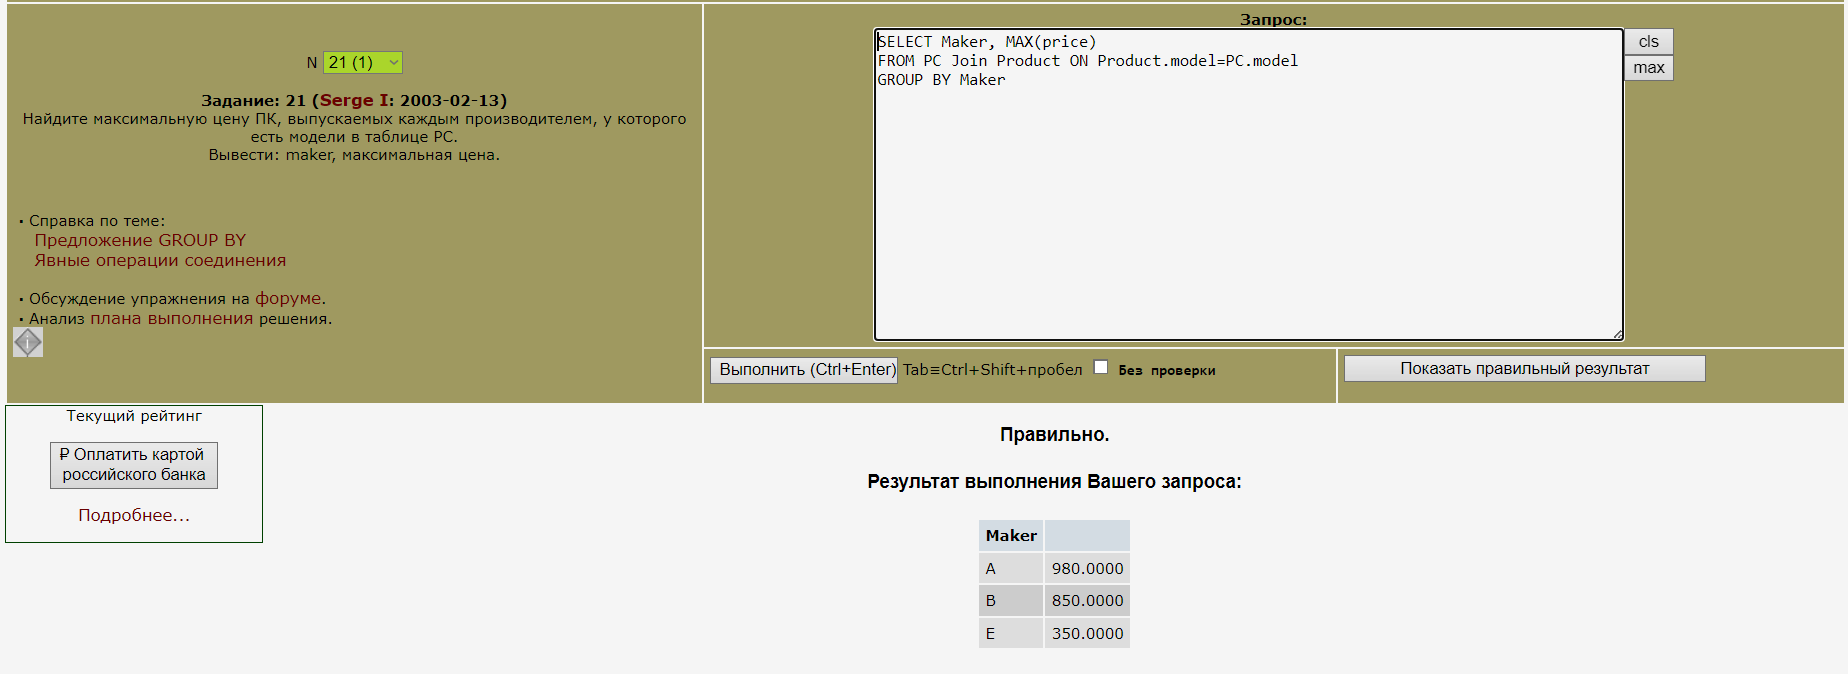 N 21 (1)
Задание: 21 (Serge I: 2003-02-13)
Найдите максимальную цену ПК, выпускаемых каждым производителем, у которого
есть модели в таблице PC.
Вывести: maker, максимальная цена.
• Справка по теме:
Предложение GROUP BY
Явные операции соединения
• Обсуждение упражнения на форуме.
• Анализ плана выполнения решения.
Запрос:
SELECT Maker, MAX(price)
FROM PC Join Product ON Product.model=PC.model
GROUP BY Maker
cls
max
Выполнить (Ctrl+Enter) Tab≡Ctrl+Shift+пробел Без проверки
Показать правильный результат
Текущий рейтинг
₽ Оплатить картой
российского банка
Подробнее...
Правильно.
Результат выполнения Вашего запроса:
Maker
A 980.0000
B 850.0000
E 350.0000